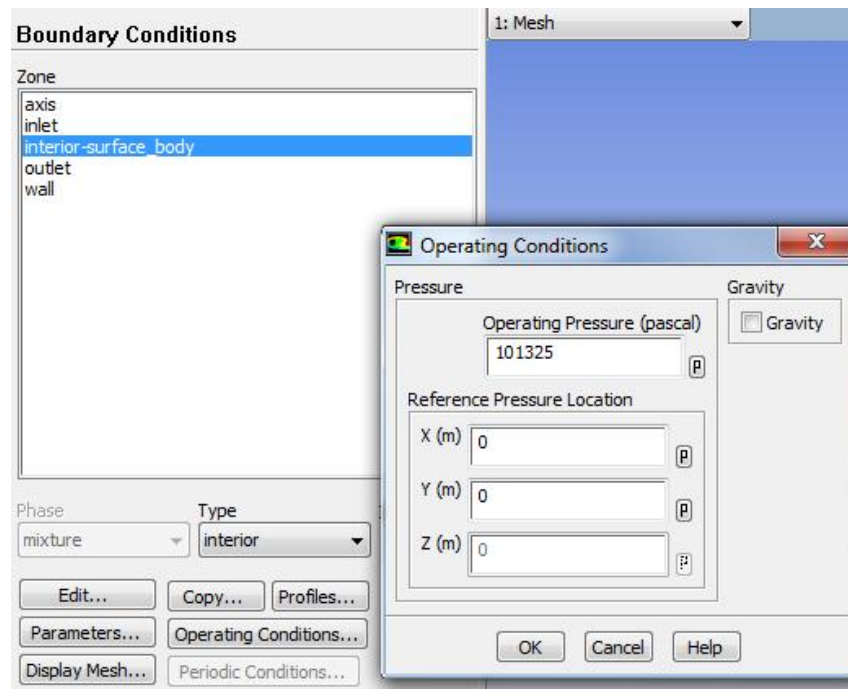 Boundary Conditions
1: Mesh
Zone
axis
inlet
interior-surface_body
outlet
wall
Phase
Type
mixture
interior
Edit...
Copy...
Profiles...
Parameters...
Operating Conditions...
Display Mesh...
Periodic Conditions...
Operating Conditions
Pressure
Gravity
Operating Pressure (pascal)
Gravity
101325
P
Reference Pressure Location
X (m)
0
P
Y (m)
0
P
Z (m)
0
P
OK
Cancel
Help